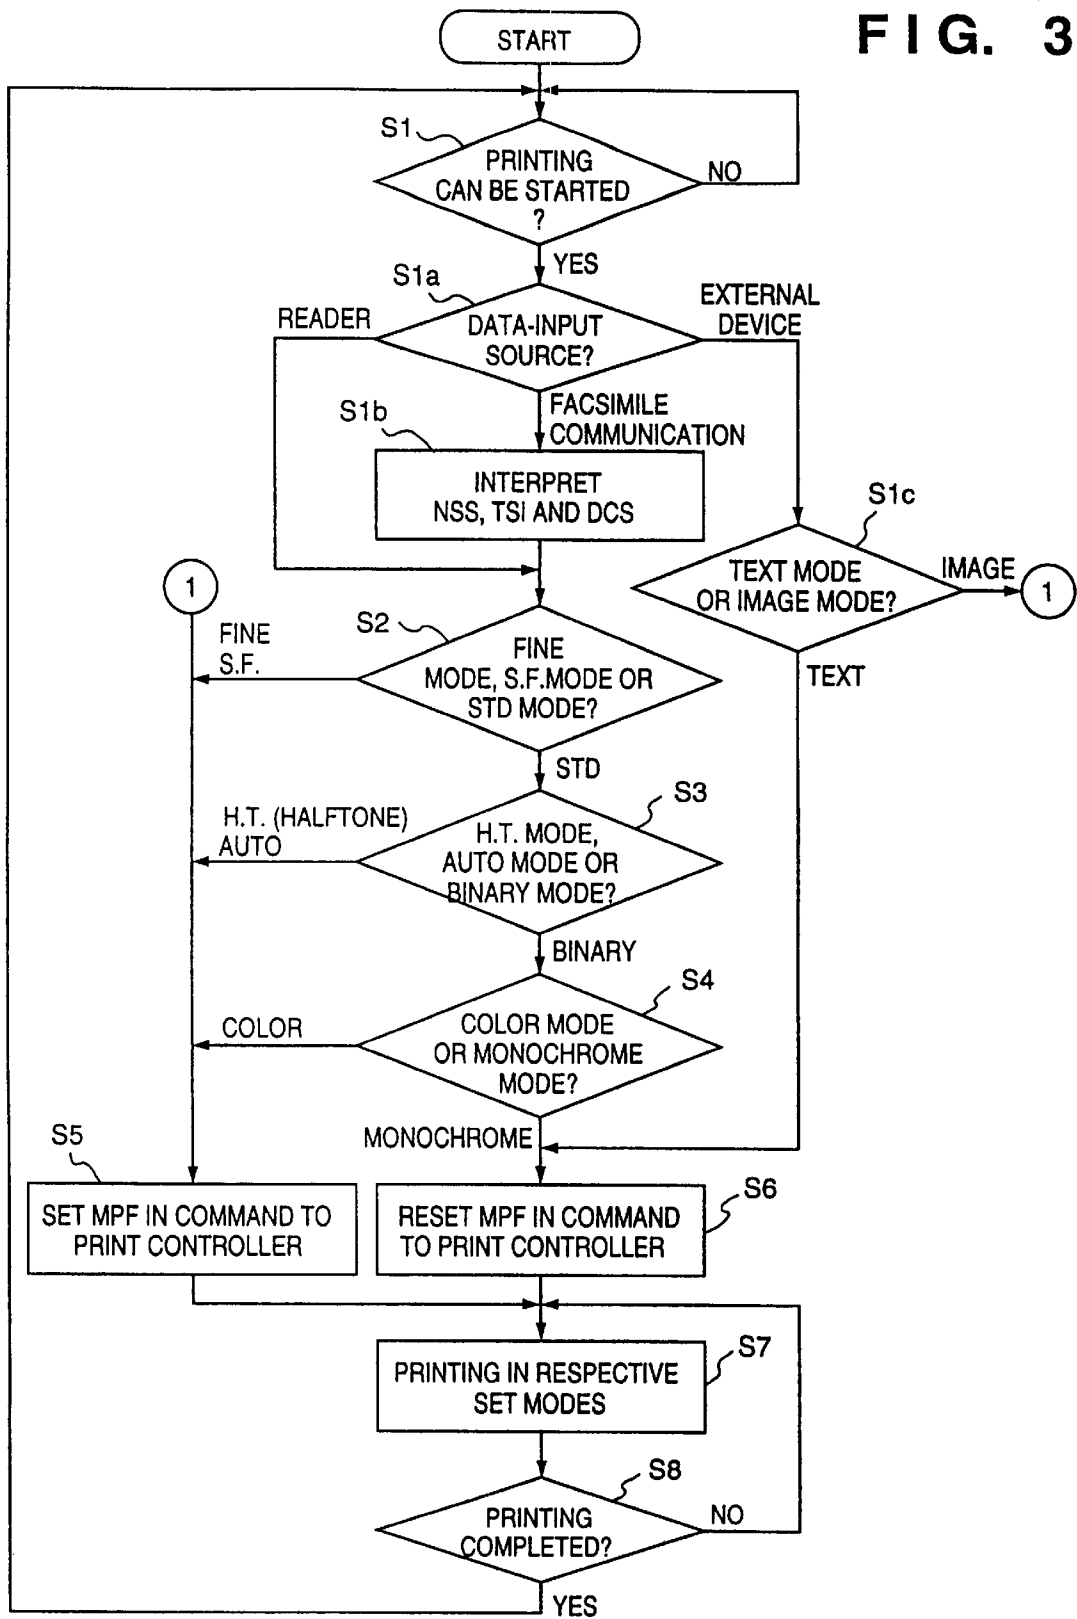 FIG. 3
START
S1
PRINTING
CAN BE STARTED
?
NO
YES
S1a
READER
DATA-INPUT
SOURCE?
EXTERNAL
DEVICE
FACSIMILE
COMMUNICATION
S1b
INTERPRET
NSS, TSI AND DCS
S1c
TEXT MODE
OR IMAGE MODE?
IMAGE
1
TEXT
1
S2
FINE
S.F.
FINE
MODE, S.F.MODE OR
STD MODE?
STD
S3
H.T. (HALFTONE)
AUTO
H.T. MODE,
AUTO MODE OR
BINARY MODE?
BINARY
S4
COLOR
COLOR MODE
OR MONOCHROME
MODE?
MONOCHROME
S5
SET MPF IN COMMAND TO
PRINT CONTROLLER
S6
RESET MPF IN COMMAND
TO PRINT CONTROLLER
S7
PRINTING IN RESPECTIVE
SET MODES
S8
PRINTING
COMPLETED?
NO
YES